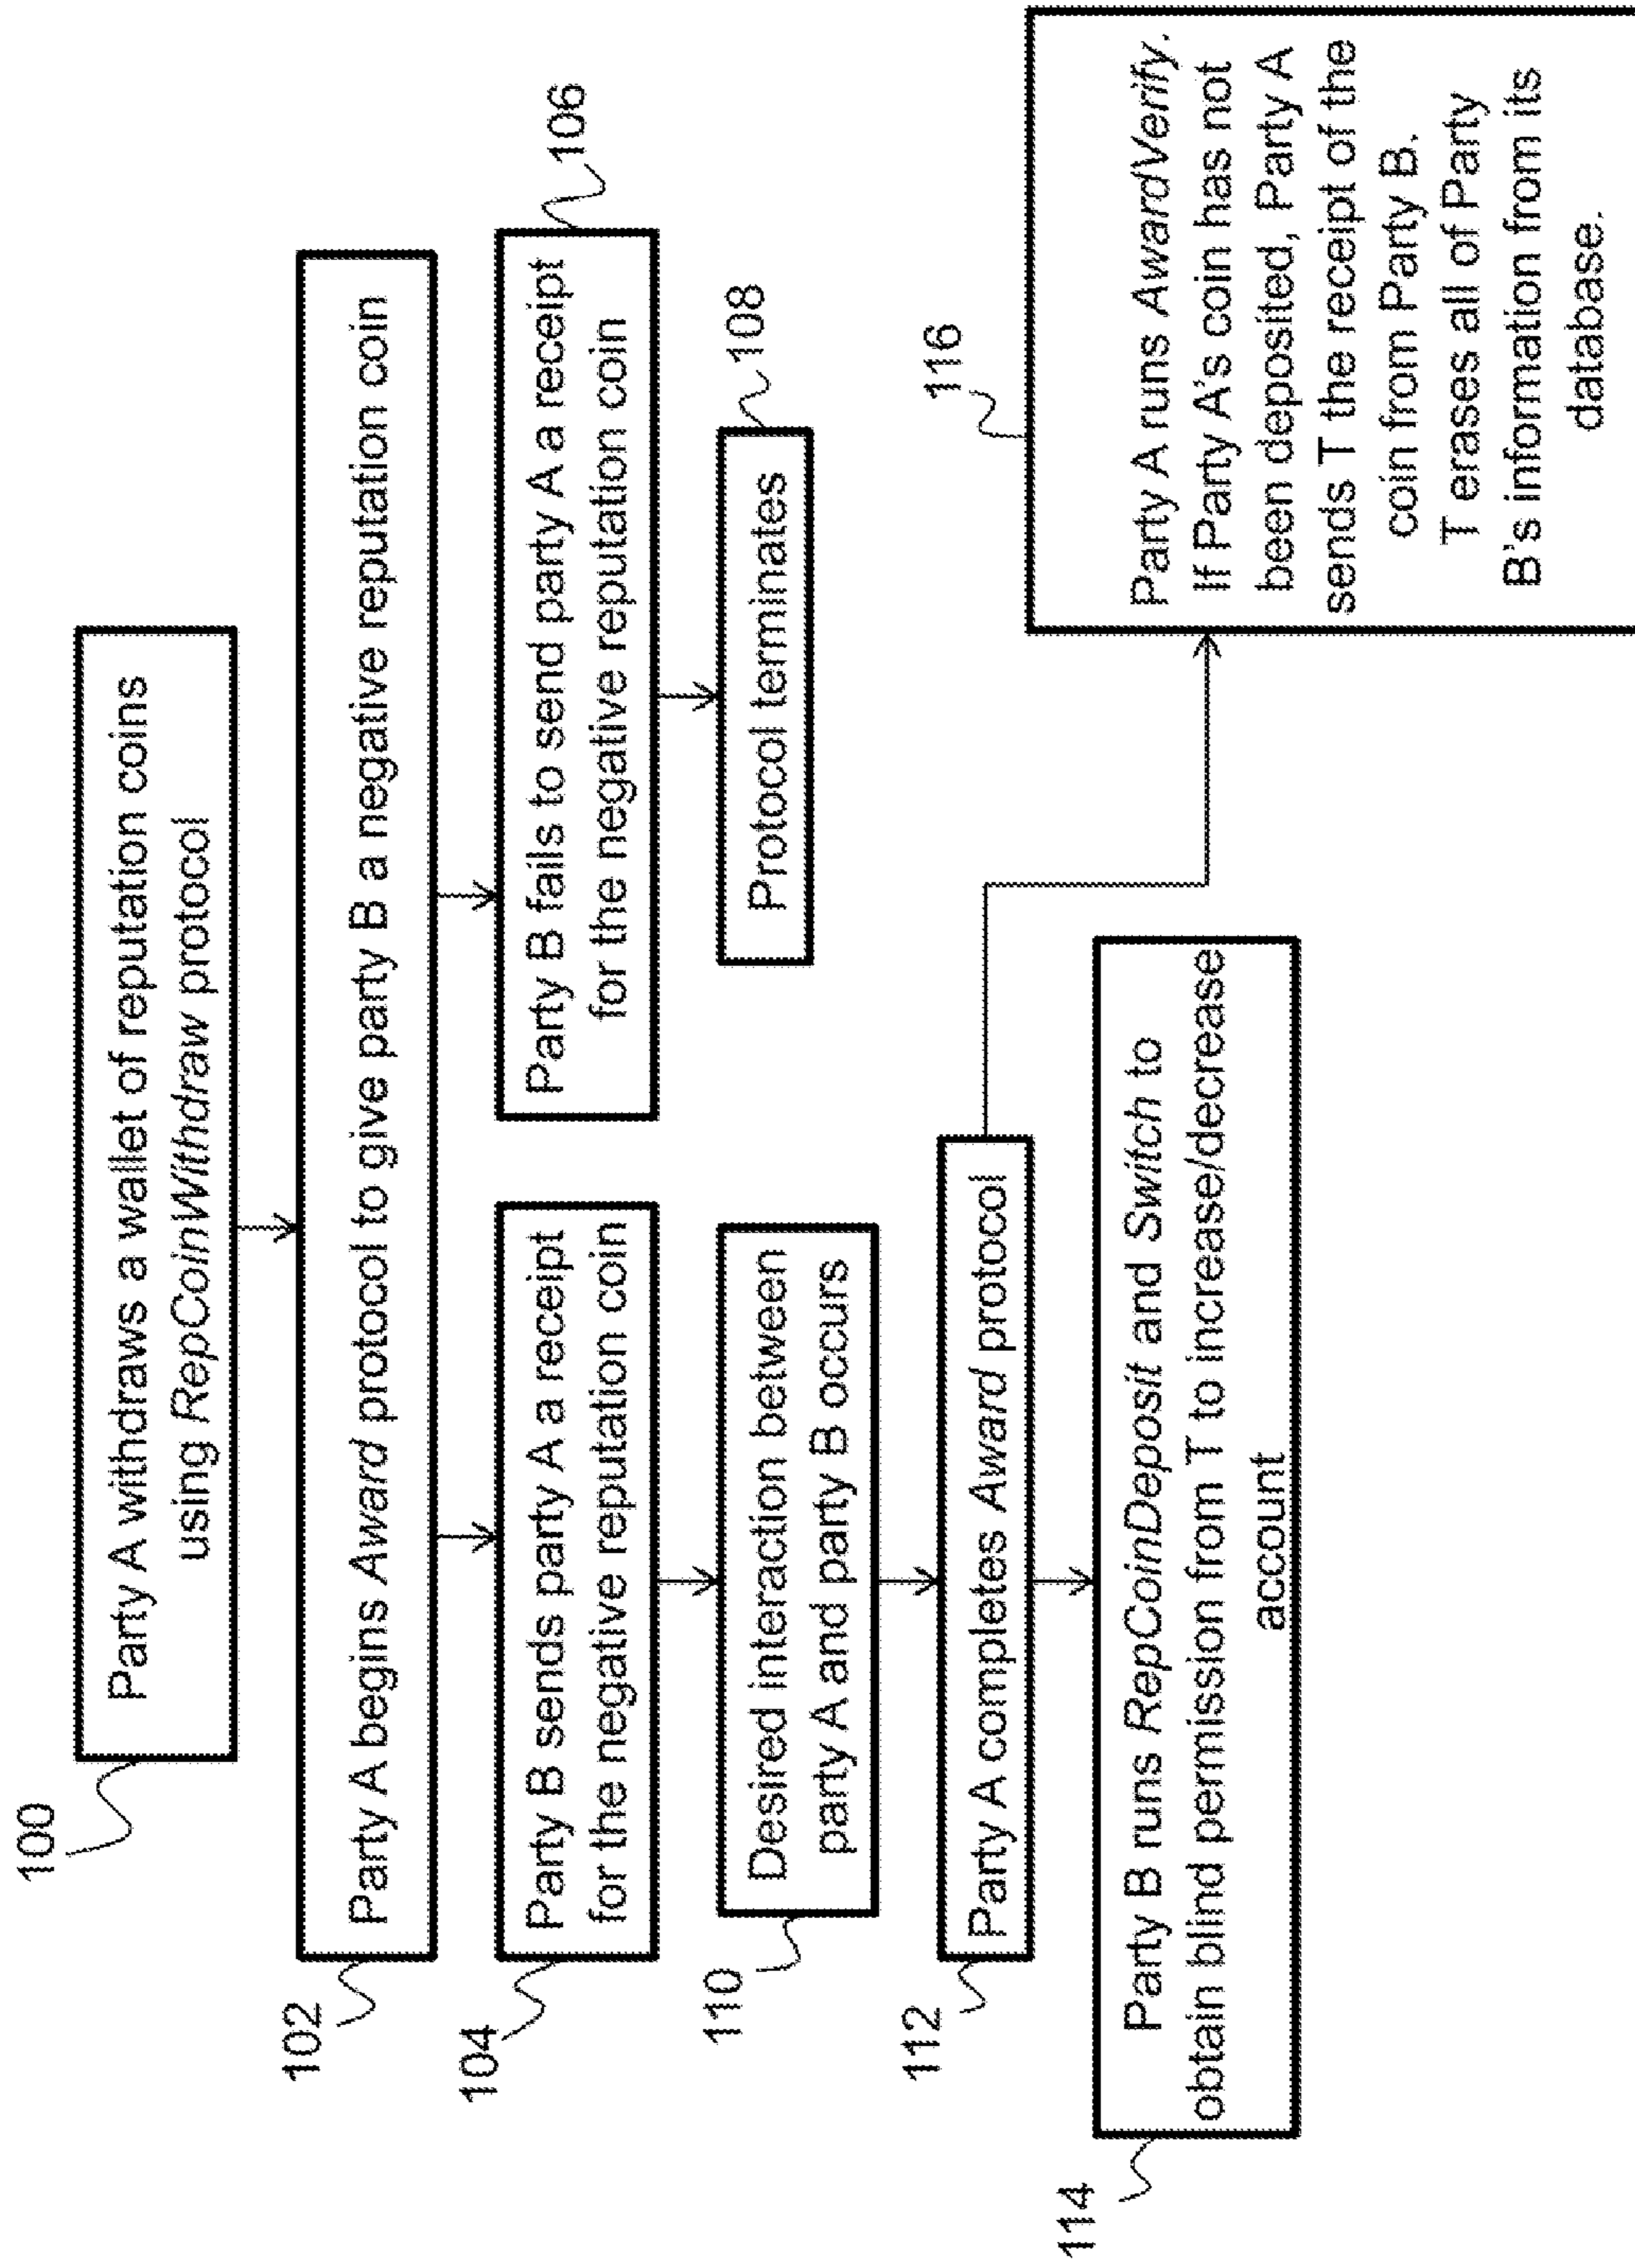 100
Party A withdraws a wallet of reputation coins
using RepCoinWithdraw protocol
102
Party A begins Award protocol to give party B a negative reputation coin
104
Party B sends party A a receipt
for the negative reputation coin
106
Party B fails to send party A a receipt
for the negative reputation coin
108
Protocol terminates
110
Desired interaction between
party A and party B occurs
112
Party A completes Award protocol
114
Party B runs RepCoinDeposit and Switch to
obtain blind permission from T to increase/decrease
account
116
Party A runs AwardVerify.
If Party A's coin has not
been deposited, Party A
sends T the receipt of the
coin from Party B.
T erases all of Party
B's information from its
database.